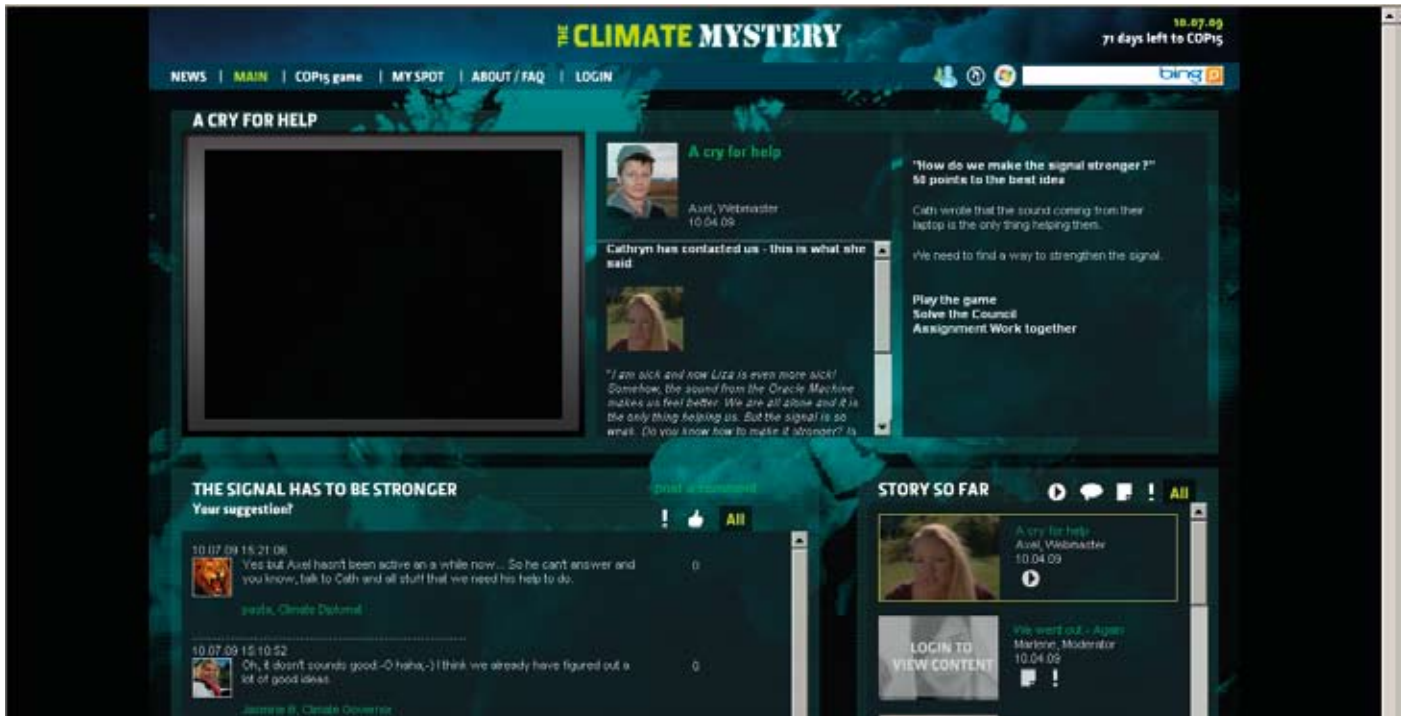 THE CLIMATE MYSTERY
10.07.09
71 days left to COP15
NEWS | MAIN | COP15 game | MY SPOT | ABOUT / FAQ | LOGIN
bing
A CRY FOR HELP
A cry for help
Axel, Webmaster
10.04.09
Cathryn has contacted us - this is what she
said
"I am sick and now Liza is even more sick!
Somehow, the sound from the Oracle Machine
makes us feel better. We are all alone and it is
the only thing helping us. But the signal is so
weak. Do you know how to make it stronger? Is
"How do we make the signal stronger?"
50 points to the best idea
Cath wrote that the sound coming from their
laptop is the only thing helping them.
We need to find a way to strengthen the signal.
Play the game
Solve the Council
Assignment Work together
THE SIGNAL HAS TO BE STRONGER
Your suggestion?
post a comment
! All
10.07.09 15:21:06
Yes but Axel hasn't been active an a while now... So he can't answer and
you know, talk to Cath and all stuff that we need his help to do.
0
pasta, Climate Diplomat
10.07.09 15:10:52
Oh, it dosn't sounds good:-O haha,-) I think we already have figured out a
lot of good ideas.
0
Jasmine B, Climate Governor
STORY SO FAR
! All
A cry for help
Axel, Webmaster
10.04.09
LOGIN TO
VIEW CONTENT
We went out - Again
Marlene, Moderator
10.04.09
!